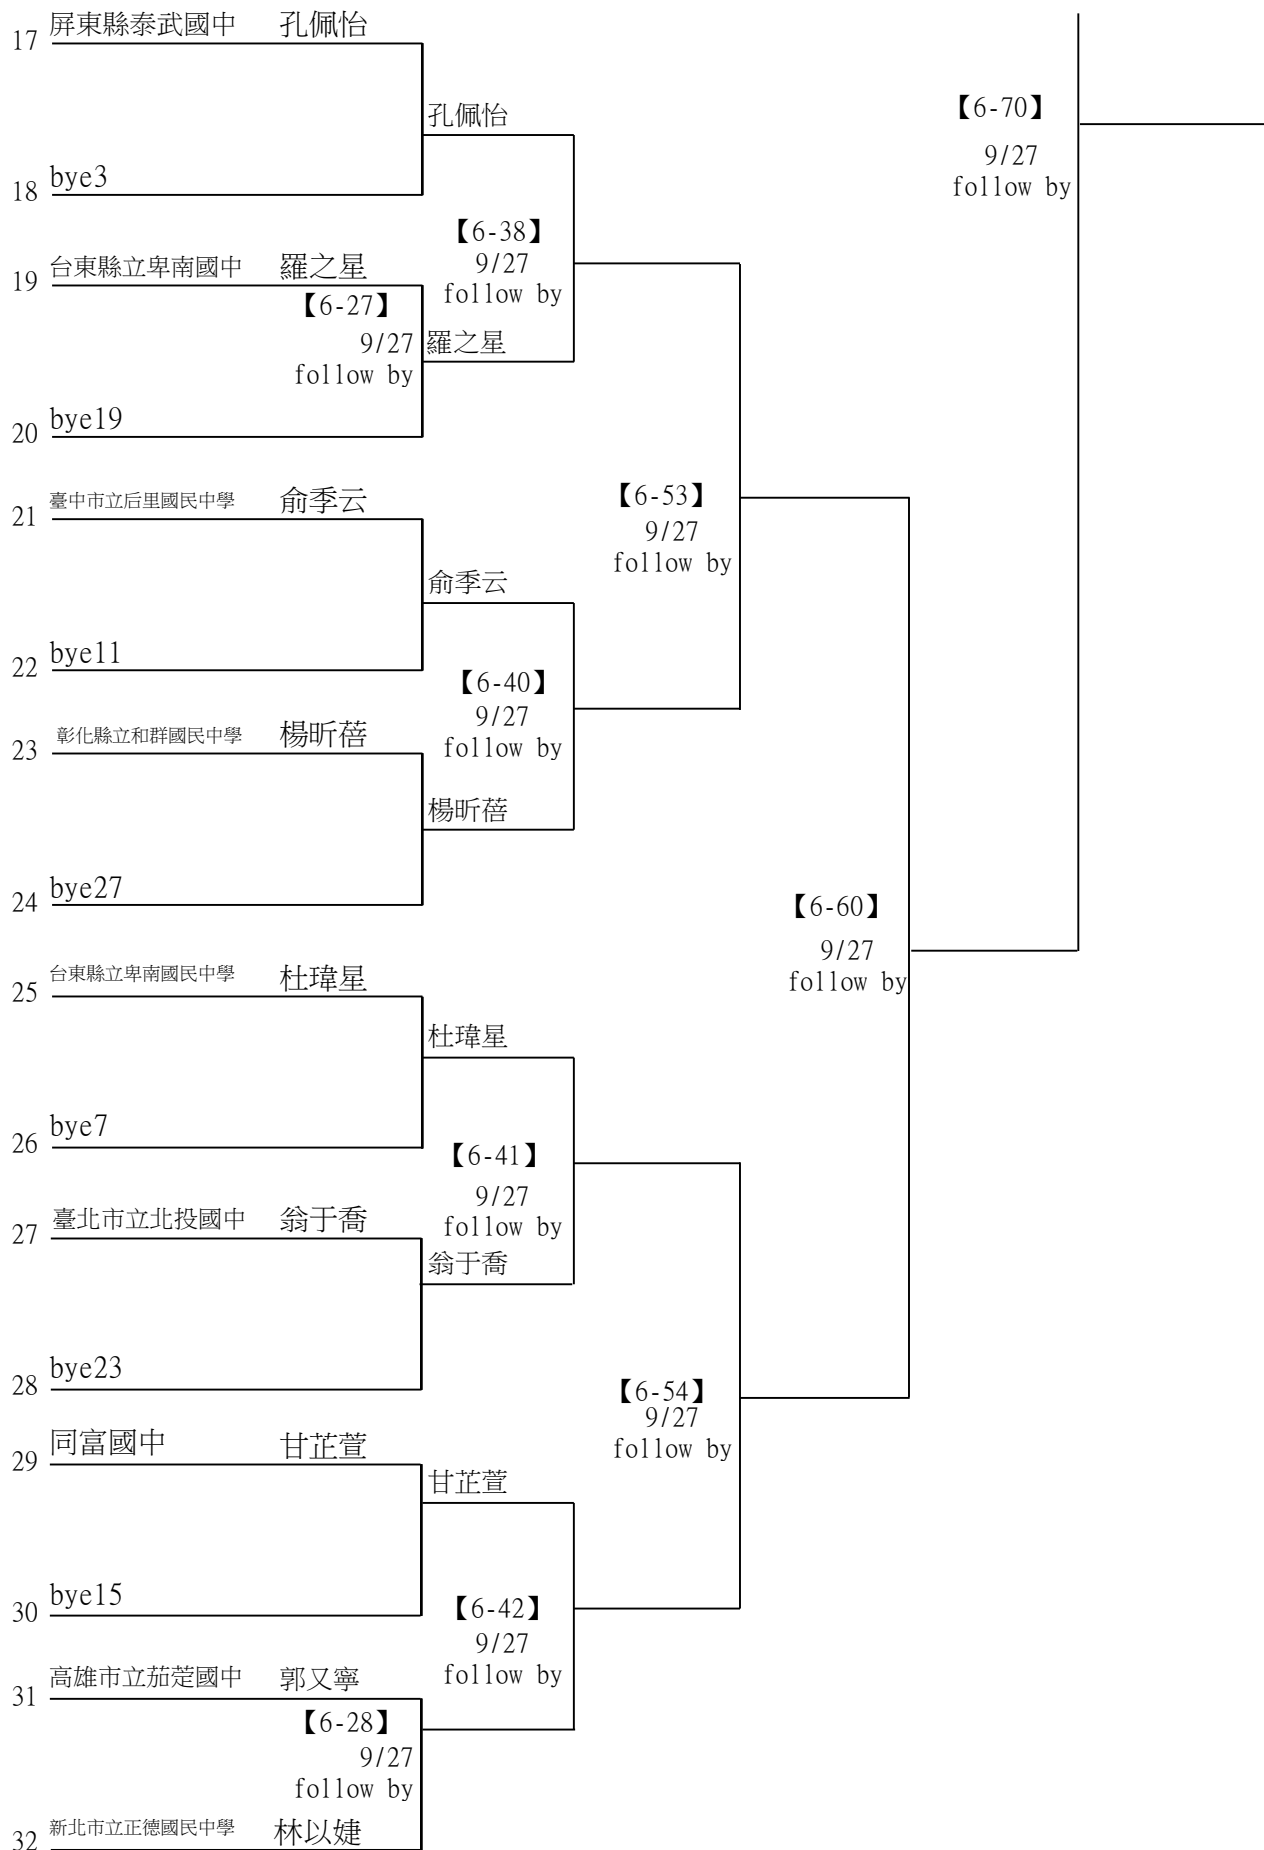 17 屏東縣泰武國中 孔佩怡
孔佩怡
【6-70】
9/27
follow by
18 bye3
【6-38】
9/27
follow by
19 台東縣立卑南國中 羅之星
【6-27】
9/27
follow by
羅之星
20 bye19
21 臺中市立后里國民中學 俞季云
【6-53】
9/27
follow by
俞季云
22 bye11
【6-40】
9/27
follow by
23 彰化縣立和群國民中學 楊昕蓓
楊昕蓓
24 bye27
【6-60】
9/27
follow by
25 台東縣立卑南國民中學 杜瑋星
杜瑋星
26 bye7
【6-41】
9/27
follow by
27 臺北市立北投國中 翁于喬
翁于喬
28 bye23
【6-54】
9/27
follow by
29 同富國中 甘芷萱
甘芷萱
30 bye15
【6-42】
9/27
follow by
31 高雄市立茄萣國中 郭又寧
【6-28】
9/27
follow by
32 新北市立正德國民中學 林以婕